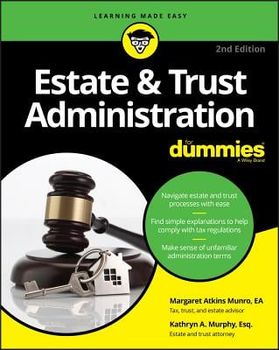 LEARNING MADE EASY
2nd Edition
Estate & Trust
Administration
for
dummies
A Wiley Brand
Navigate estate and trust
processes with ease
Find simple explanations to help
comply with tax regulations
Make sense of unfamiliar
administration terms
Margaret Atkins Munro, EA
Tax, trust, and estate advisor
Kathryn A. Murphy, Esq.
Estate and trust attorney